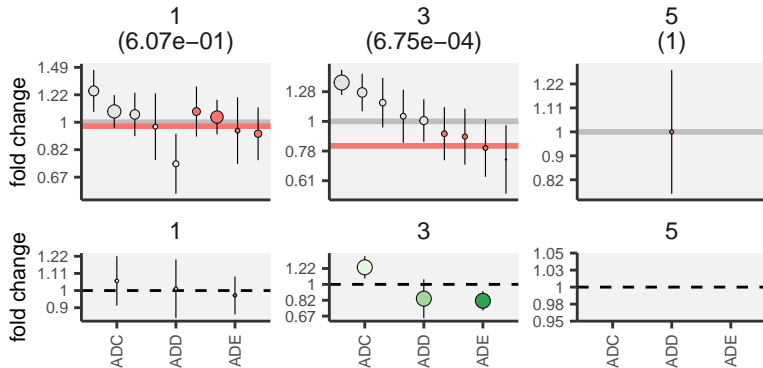 1
(6.07e−01)
3
(6.75e−04)
5
(1)
fold change
1.49
1.22
1
0.82
0.67
1.28
1
0.78
0.61
1.22
1.11
1
0.9
0.82
1
3
5
fold change
1.22
1.11
1
0.9
1.22
1
0.82
0.67
1.05
1.03
1
0.98
0.95
ADC
ADD
ADE
ADC
ADD
ADE
ADC
ADD
ADE